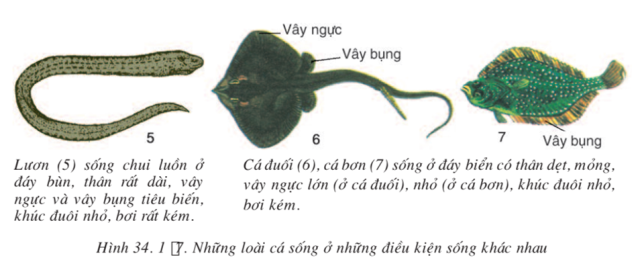 Vây ngực
Vây bụng
5
6
7
Vây bụng
Lươn (5) sống chui luồn ở
đáy bùn, thân rất dài, vây
ngực và vây bụng tiêu biến,
khúc đuôi nhỏ, bơi rất kém.
Cá đuối (6), cá bơn (7) sống ở đáy biển có thân dẹt, mỏng,
vây ngực lớn (ở cá đuối), nhỏ (ở cá bơn), khúc đuôi nhỏ,
bơi kém.
Hình 34. 1 7. Những loài cá sống ở những điều kiện sống khác nhau